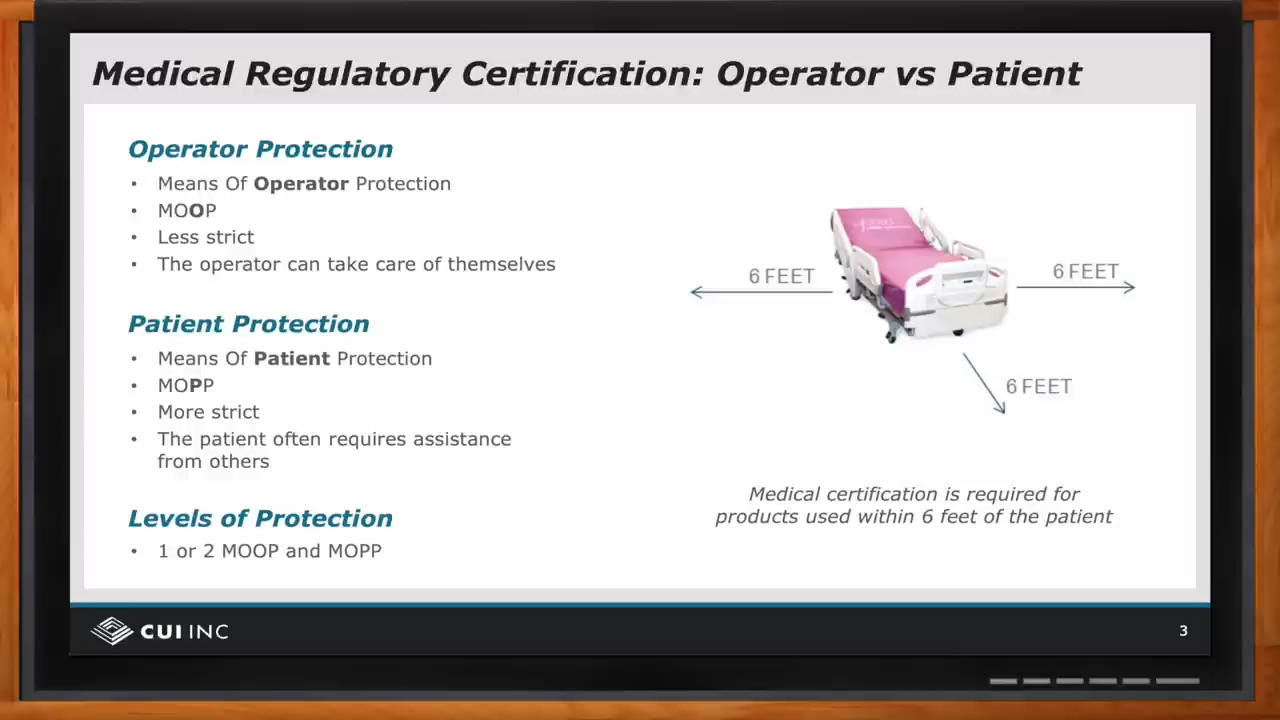 Medical Regulatory Certification: Operator vs Patient
Operator Protection
• Means Of Operator Protection
• MOOP
• Less strict
• The operator can take care of themselves
Patient Protection
• Means Of Patient Protection
• MOPP
• More strict
• The patient often requires assistance
from others
Levels of Protection
• 1 or 2 MOOP and MOPP
6 FEET
6 FEET
6 FEET
Medical certification is required for
products used within 6 feet of the patient
CUI INC
3